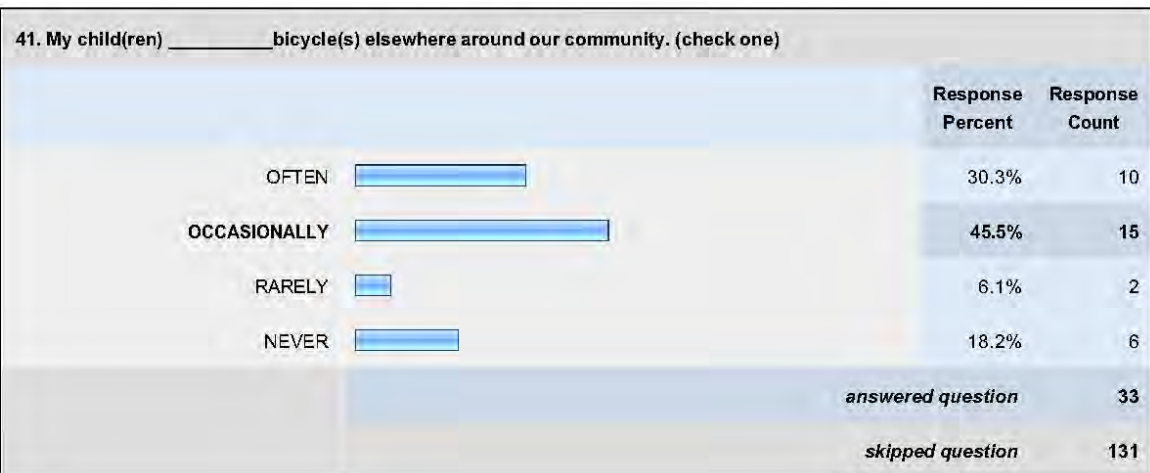 41. My child(ren) __________bicycle(s) elsewhere around our community. (check one)
Response Percent Response Count
OFTEN 30.3% 10
OCCASIONALLY 45.5% 15
RARELY 6.1% 2
NEVER 18.2% 6
answered question 33
skipped question 131